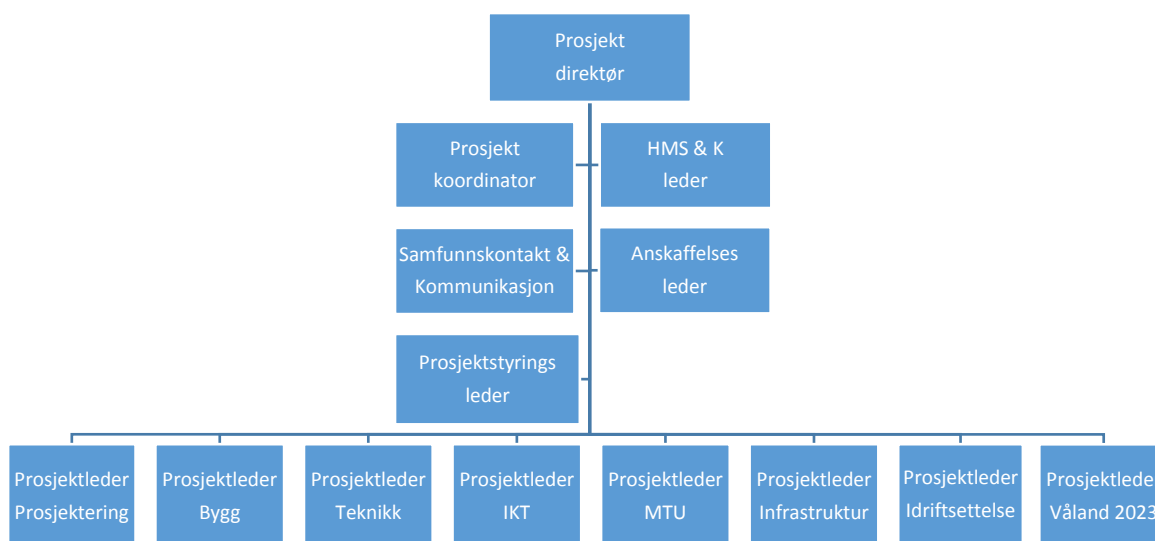 Prosjekt
direktør
Prosjekt
koordinator
HMS & K
leder
Samfunnskontakt &
Kommunikasjon
Anskaffelses
leder
Prosjektstyrings
leder
Prosjektleder
Prosjektering
Prosjektleder
Bygg
Prosjektleder
Teknikk
Prosjektleder
IKT
Prosjektleder
MTU
Prosjektleder
Infrastruktur
Prosjektleder
Idriftsettelse
Prosjektleder
Våland 2023